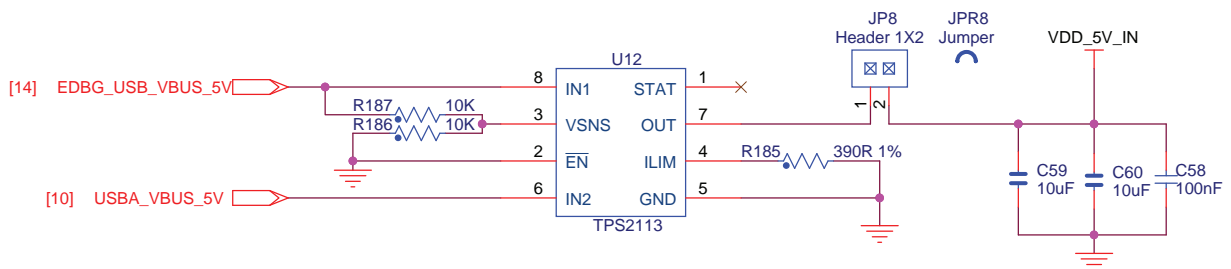 JP8
Header 1X2
JPR8
Jumper
VDD_5V_IN
U12
[14] EDBG_USB_VBUS_5V
8 IN1 STAT 1
1 2
R187 10K
3 VSNS OUT 7
R186 10K
2 EN ILIM 4
R185 390R 1%
[10] USBA_VBUS_5V
6 IN2 GND 5
TPS2113
C59
10uF
C60
10uF
C58
100nF